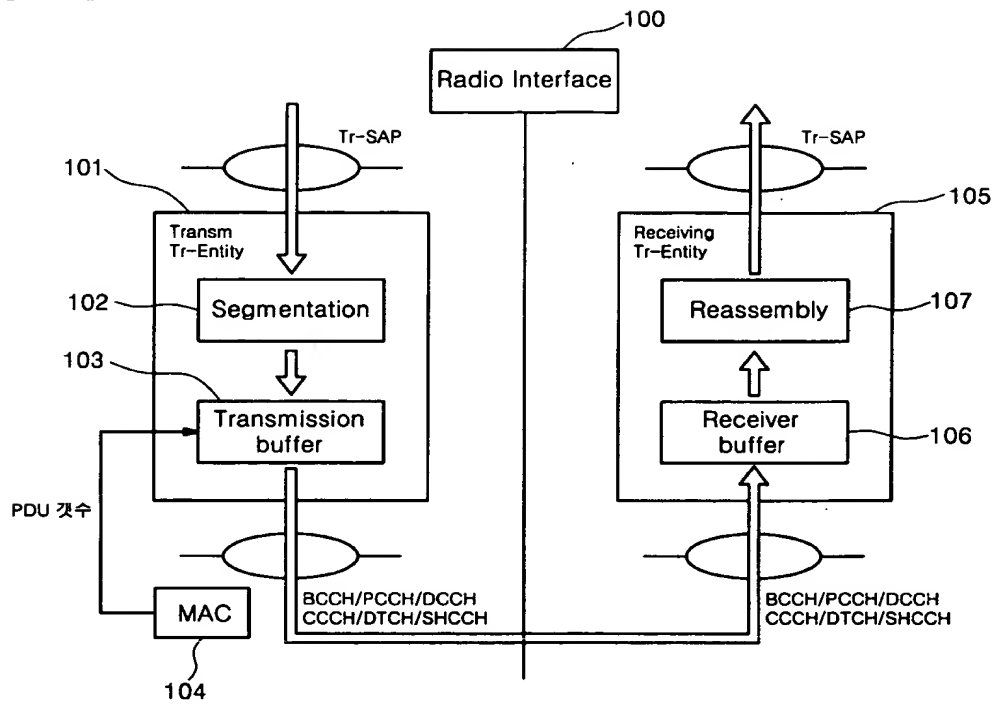 100
Radio Interface
Tr-SAP
Tr-SAP
101
105
Transm
Tr-Entity
Receiving
Tr-Entity
102
Segmentation
Reassembly
107
103
Transmission
buffer
Receiver
buffer
106
PDU 갯수
MAC
104
BCCH/PCCH/DCCH
CCCH/DTCH/SHCCH
BCCH/PCCH/DCCH
CCCH/DTCH/SHCCH